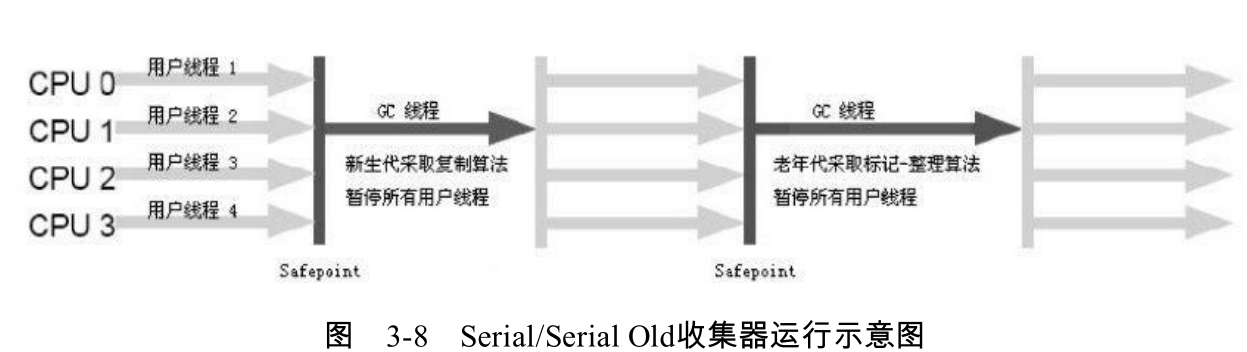 CPU 0
用户线程 1
CPU 1
用户线程 2
CPU 2
用户线程 3
CPU 3
用户线程 4
Safepoint
GC 线程
新生代采取复制算法
暂停所有用户线程
Safepoint
GC 线程
老年代采取标记-整理算法
暂停所有用户线程
图 3-8 Serial/Serial Old收集器运行示意图